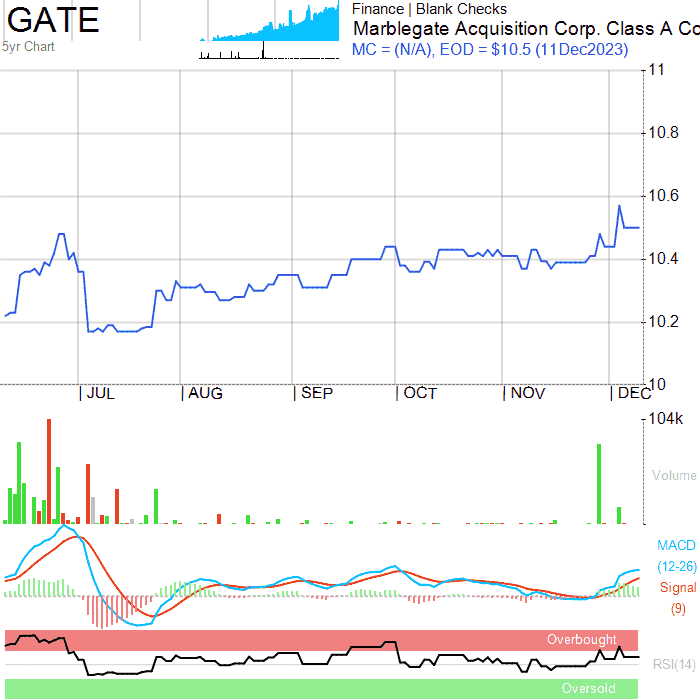 GATE
5yr Chart
Finance | Blank Checks
Marblegate Acquisition Corp. Class A Co
MC = (N/A), EOD = $10.5 (11Dec2023)
11
10.8
10.6
10.4
10.2
10
| JUL | AUG | SEP | OCT | NOV | DEC
104k
Volume
MACD
(12-26)
Signal
(9)
Overbought
RSI(14)
Oversold